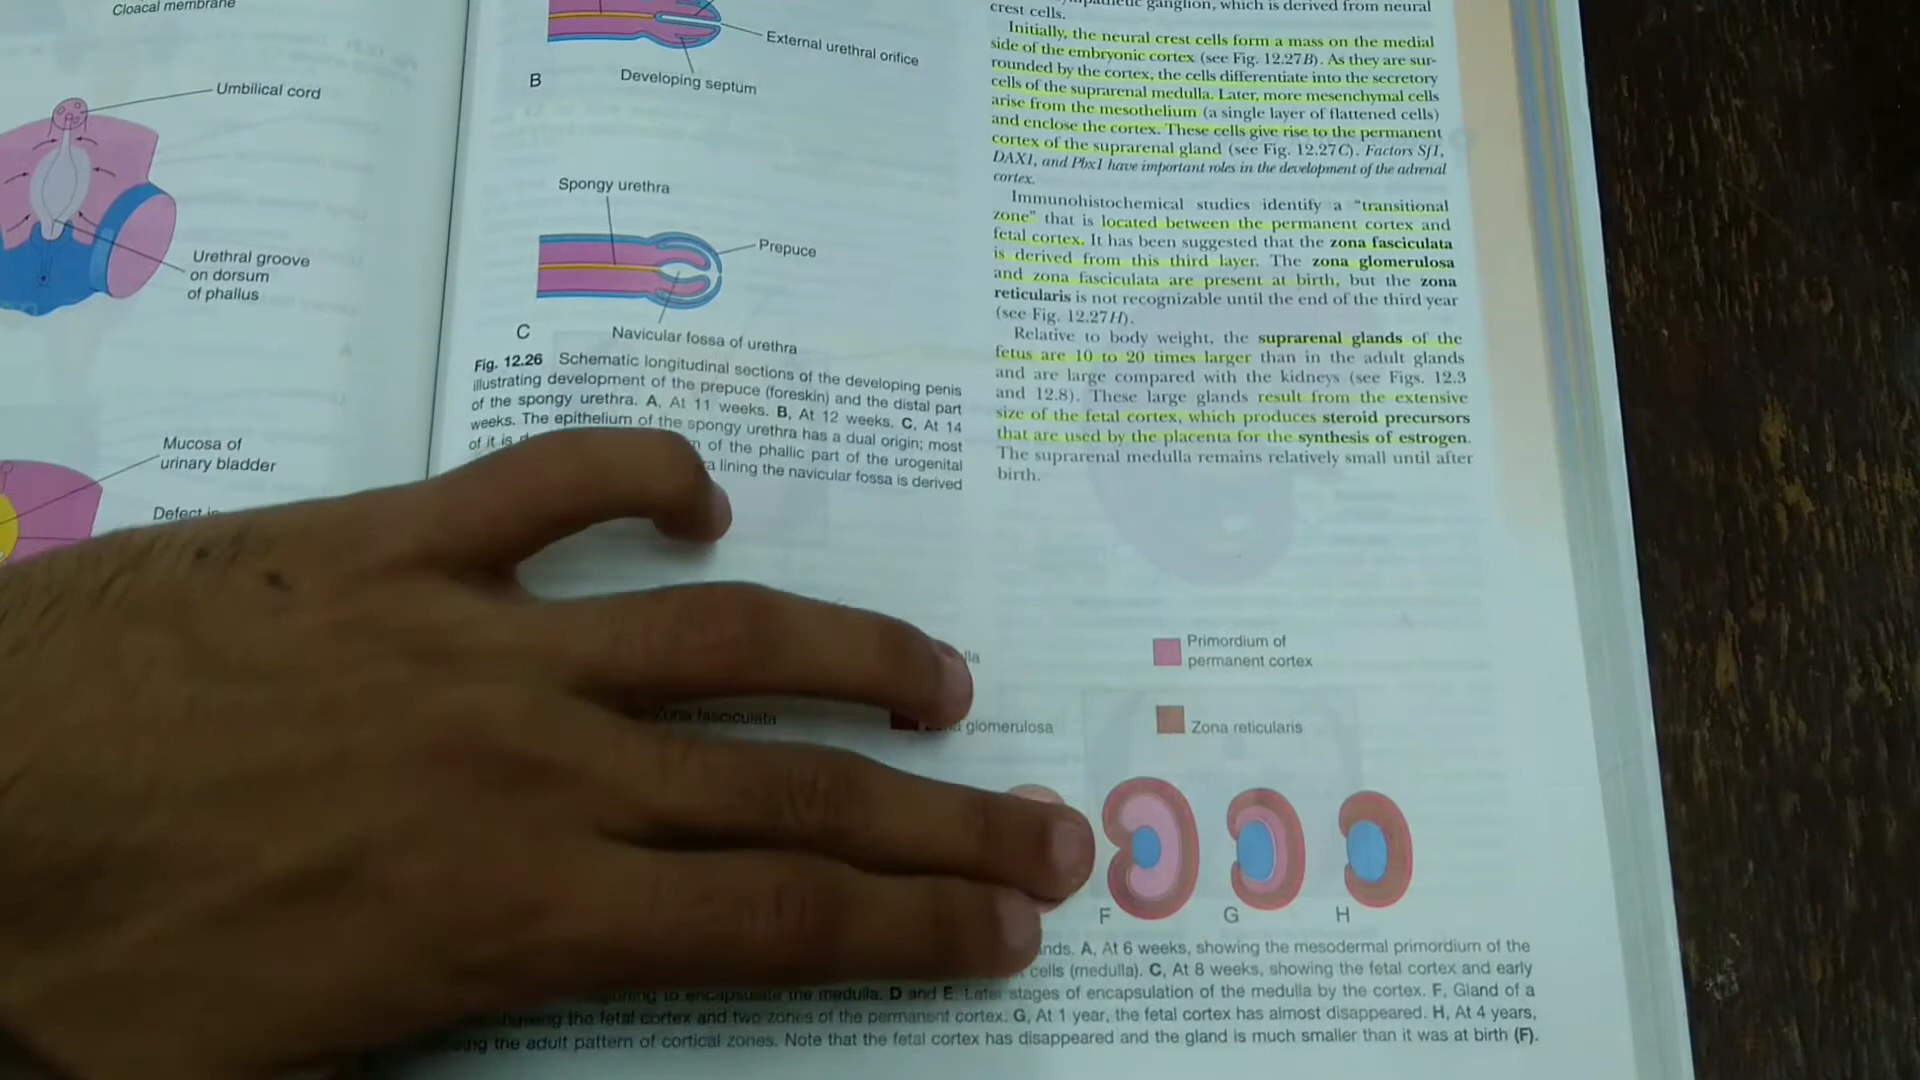 Cloacal membrane
Umbilical cord
Urethral groove
on dorsum
of phallus
Mucosa of
urinary bladder
Defect
External urethral orifice
Developing septum
B
Spongy urethra
Prepuce
Navicular fossa of urethra
C
Fig. 12.26 Schematic longitudinal sections of the developing penis
illustrating development of the prepuce (foreskin) and the distal part
of the spongy urethra. A, At 11 weeks. B, At 12 weeks. C, At 14
weeks. The epithelium of the spongy urethra has a dual origin; most
of it is of the phallic part of the urogenital
lining the navicular fossa is derived
ganglion, which is derived from neural
crest cells.
Initially, the neural crest cells form a mass on the medial
side of the embryonic cortex (see Fig. 12.27B). As they are sur-
rounded by the cortex, the cells differentiate into the secretory
cells of the suprarenal medulla. Later, more mesenchymal cells
arise from the mesothelium (a single layer of flattened cells)
and enclose the cortex. These cells give rise to the permanent
cortex of the suprarenal gland (see Fig. 12.27C). Factors Sf1,
DAX1, and Pbx1 have important roles in the development of the adrenal
cortex.
Immunohistochemical studies identify a “transitional
zone” that is located between the permanent cortex and
fetal cortex. It has been suggested that the zona fasciculata
is derived from this third layer. The zona glomerulosa
and zona fasciculata are present at birth, but the zona
reticularis is not recognizable until the end of the third year
(see Fig. 12.27H).
Relative to body weight, the suprarenal glands of the
fetus are 10 to 20 times larger than in the adult glands
and are large compared with the kidneys (see Figs. 12.3
and 12.8). These large glands result from the extensive
size of the fetal cortex, which produces steroid precursors
that are used by the placenta for the synthesis of estrogen.
The suprarenal medulla remains relatively small until after
birth.
Primordium of
permanent cortex
Zona fasciculata
glomerulosa
Zona reticularis
F
G
H
A, At 6 weeks, showing the mesodermal primordium of the
cells (medulla). C, At 8 weeks, showing the fetal cortex and early
to encapsulate the medulla. D and E, Later stages of encapsulation of the medulla by the cortex. F, Gland of a
showing the fetal cortex and two zones of the permanent cortex. G, At 1 year, the fetal cortex has almost disappeared. H, At 4 years,
the adult pattern of cortical zones. Note that the fetal cortex has disappeared and the gland is much smaller than it was at birth (F).